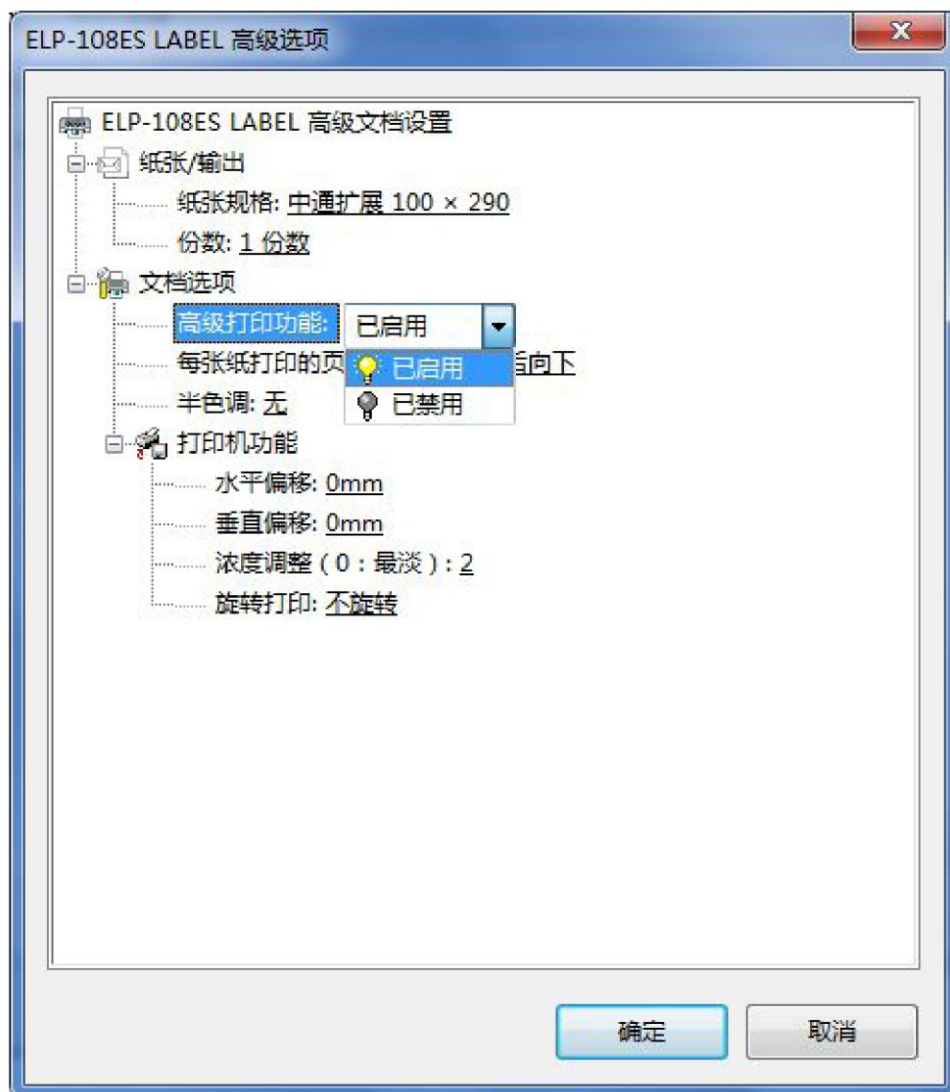 ELP-108ES LABEL 高级选项
ELP-108ES LABEL 高级文档设置
纸张/输出
纸张规格: 中通扩展 100 × 290
份数: 1 份数
文档选项
高级打印功能: 已启用
每张纸打印的页 已启用 后向下
半色调: 无 已禁用
打印机功能
水平偏移: 0mm
垂直偏移: 0mm
浓度调整 ( 0 : 最淡 ) : 2
旋转打印: 不旋转
确定 取消